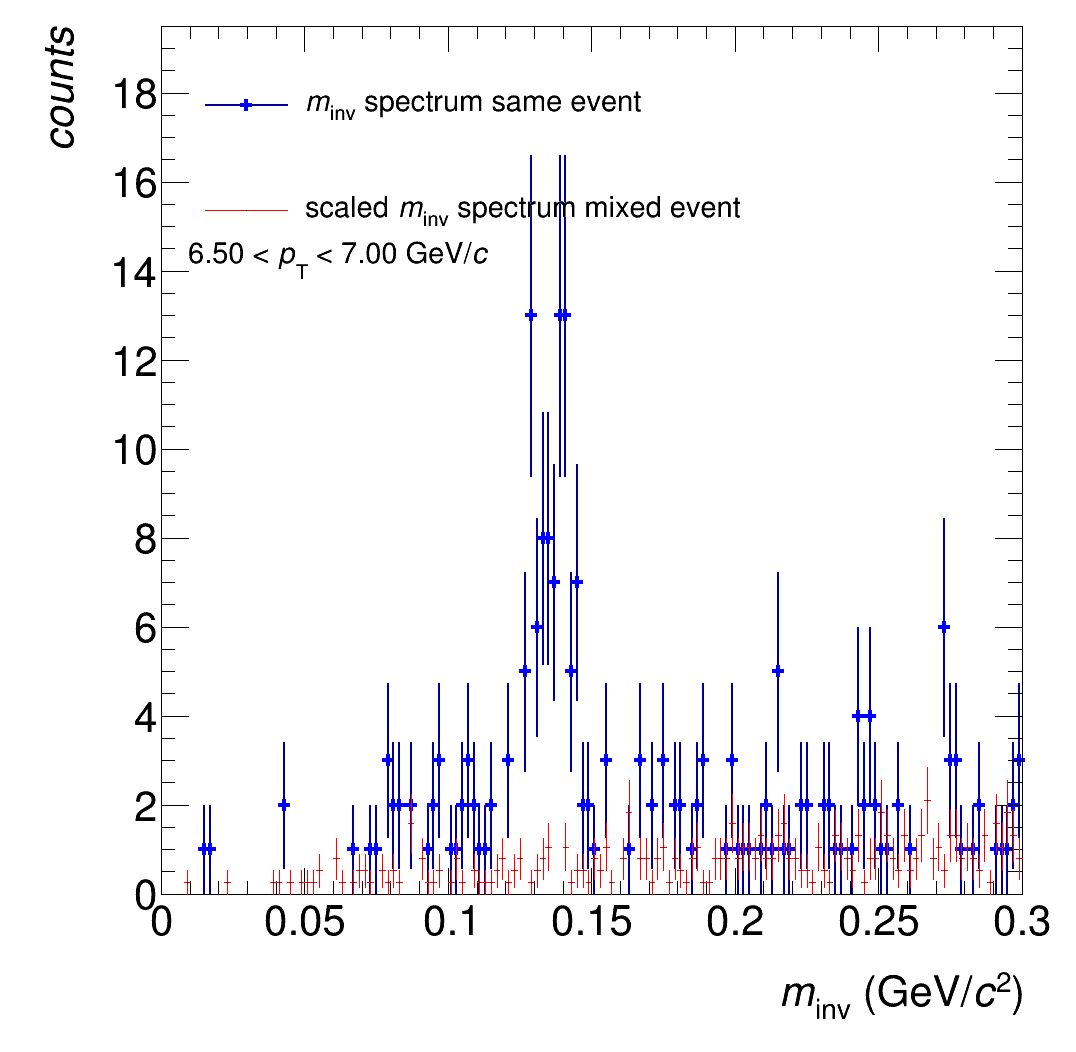 counts
18
m_inv spectrum same event
16
scaled m_inv spectrum mixed event
6.50 < p_T < 7.00 GeV/c
14
12
10
8
6
4
2
0
0 0.05 0.1 0.15 0.2 0.25 0.3
m_inv (GeV/c²)